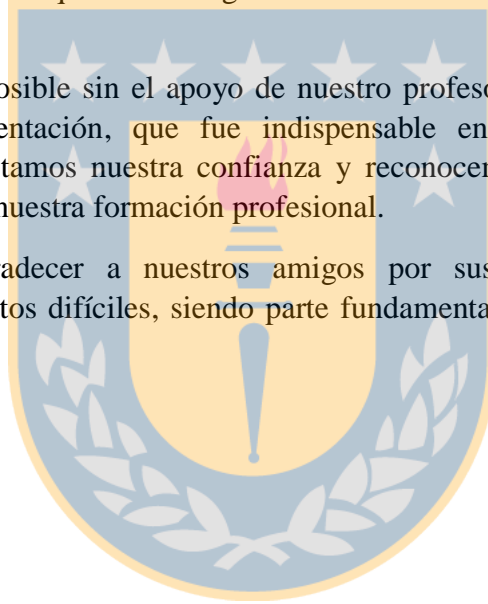 osible sin el apoyo de nuestro profeso
entación, que fue indispensable en
tamos nuestra confianza y reconocer
nuestra formación profesional.
radecer a nuestros amigos por sus
tos difíciles, siendo parte fundamenta